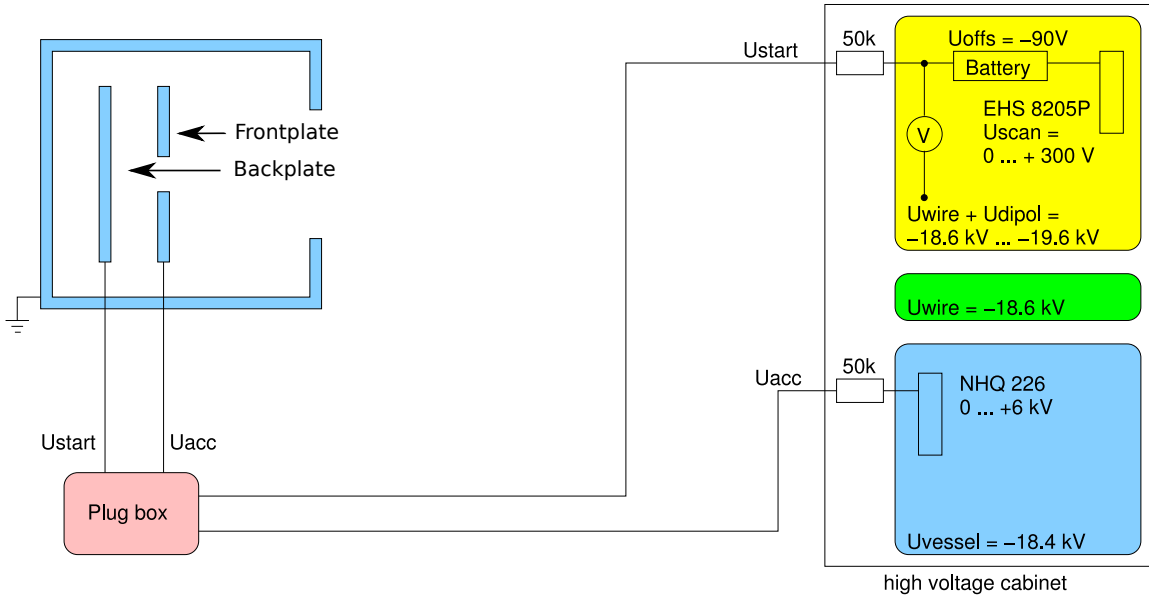 Frontplate
Backplate
Ustart
Uacc
Plug box
Ustart
50k
Uoffs = −90V
Battery
V
EHS 8205P
Uscan =
0 ... + 300 V
Uwire + Udipol =
−18.6 kV ... −19.6 kV
Uwire = −18.6 kV
Uacc
50k
NHQ 226
0 ... +6 kV
Uvessel = −18.4 kV
high voltage cabinet